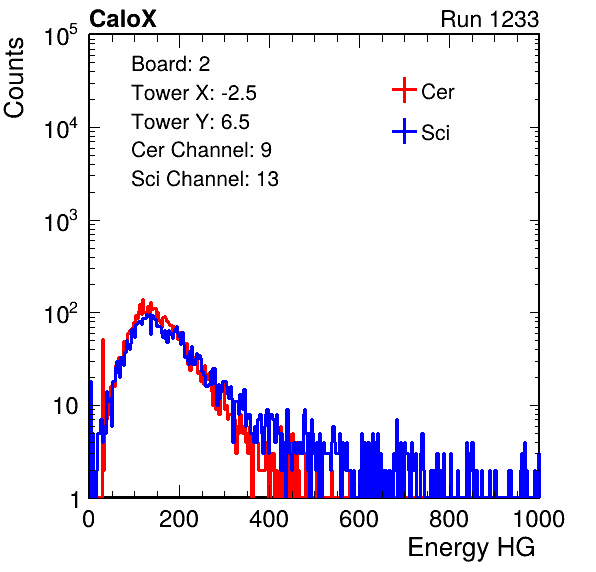 CaloX Run 1233
Counts
Board: 2
Tower X: -2.5
Tower Y: 6.5
Cer Channel: 9
Sci Channel: 13
Cer
Sci
10^5
10^4
10^3
10^2
10
1
0 200 400 600 800 1000
Energy HG